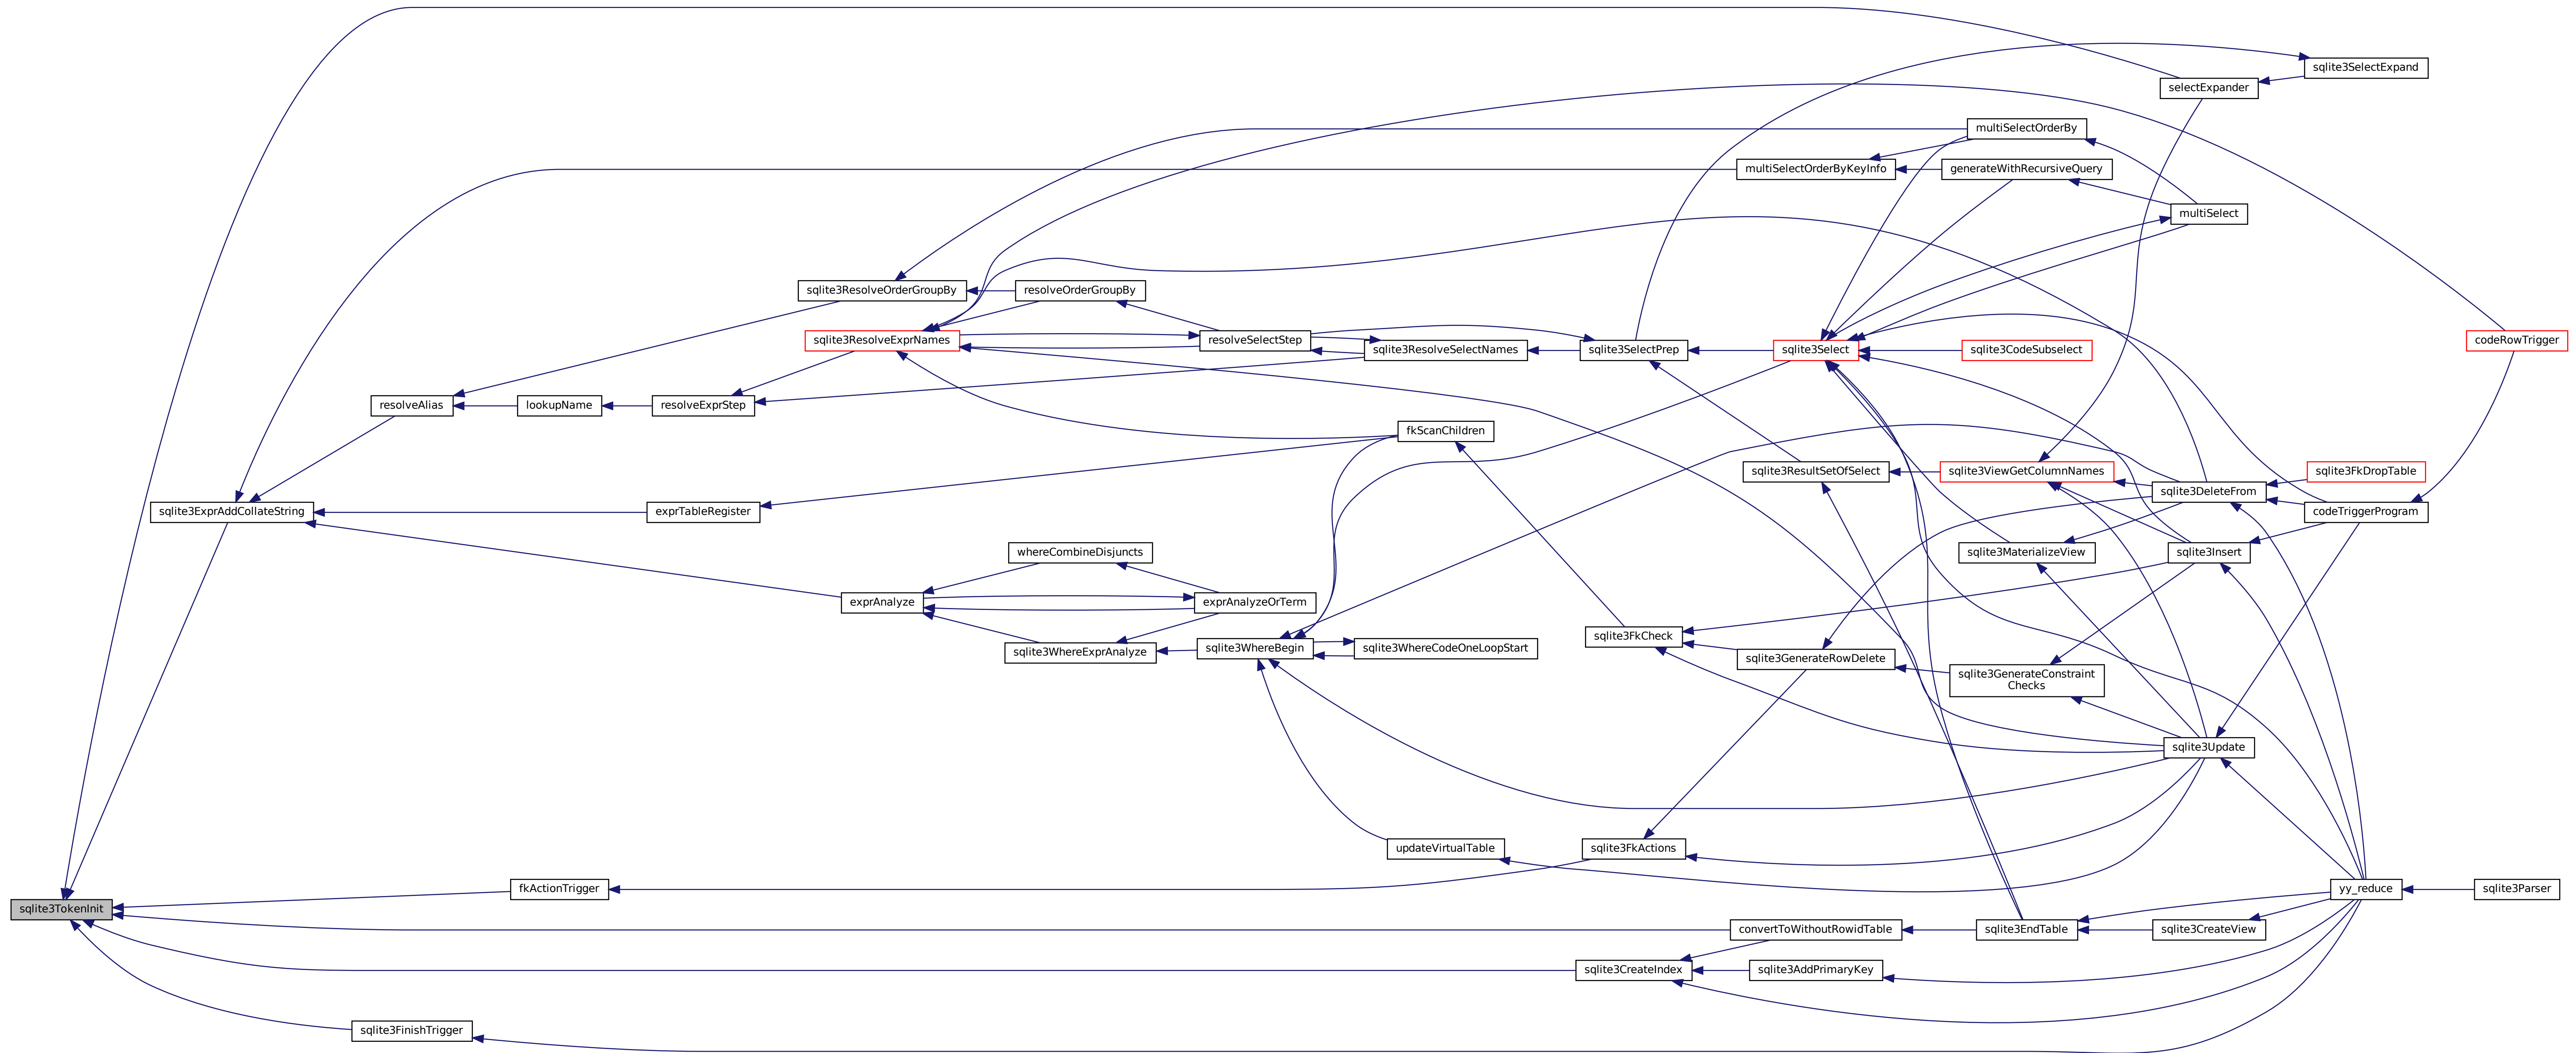 sqlite3SelectExpand
selectExpander
multiSelectOrderBy
multiSelectOrderByKeyInfo
generateWithRecursiveQuery
multiSelect
sqlite3ResolveOrderGroupBy
resolveOrderGroupBy
sqlite3ResolveExprNames
resolveSelectStep
sqlite3ResolveSelectNames
sqlite3SelectPrep
sqlite3Select
sqlite3CodeSubselect
codeRowTrigger
resolveAlias
lookupName
resolveExprStep
fkScanChildren
sqlite3ResultSetOfSelect
sqlite3ViewGetColumnNames
sqlite3FkDropTable
sqlite3DeleteFrom
sqlite3ExprAddCollateString
exprTableRegister
codeTriggerProgram
whereCombineDisjuncts
sqlite3MaterializeView
sqlite3Insert
exprAnalyze
exprAnalyzeOrTerm
sqlite3FkCheck
sqlite3WhereExprAnalyze
sqlite3WhereBegin
sqlite3WhereCodeOneLoopStart
sqlite3GenerateRowDelete
sqlite3GenerateConstraint
Checks
sqlite3Update
updateVirtualTable
sqlite3FkActions
fkActionTrigger
yy_reduce
sqlite3Parser
sqlite3TokenInit
convertToWithoutRowidTable
sqlite3EndTable
sqlite3CreateView
sqlite3CreateIndex
sqlite3AddPrimaryKey
sqlite3FinishTrigger